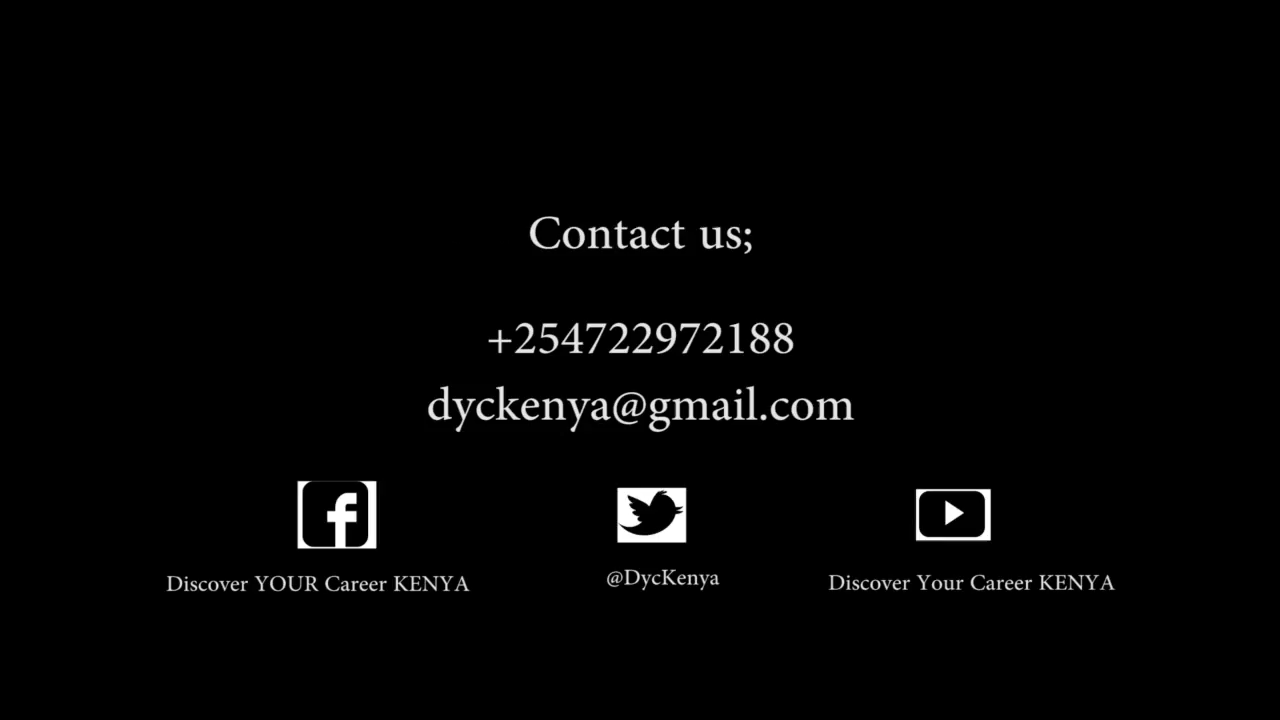 Contact us;
+254722972188
dyckenya@gmail.com
Discover YOUR Career KENYA
@DycKenya
Discover Your Career KENYA